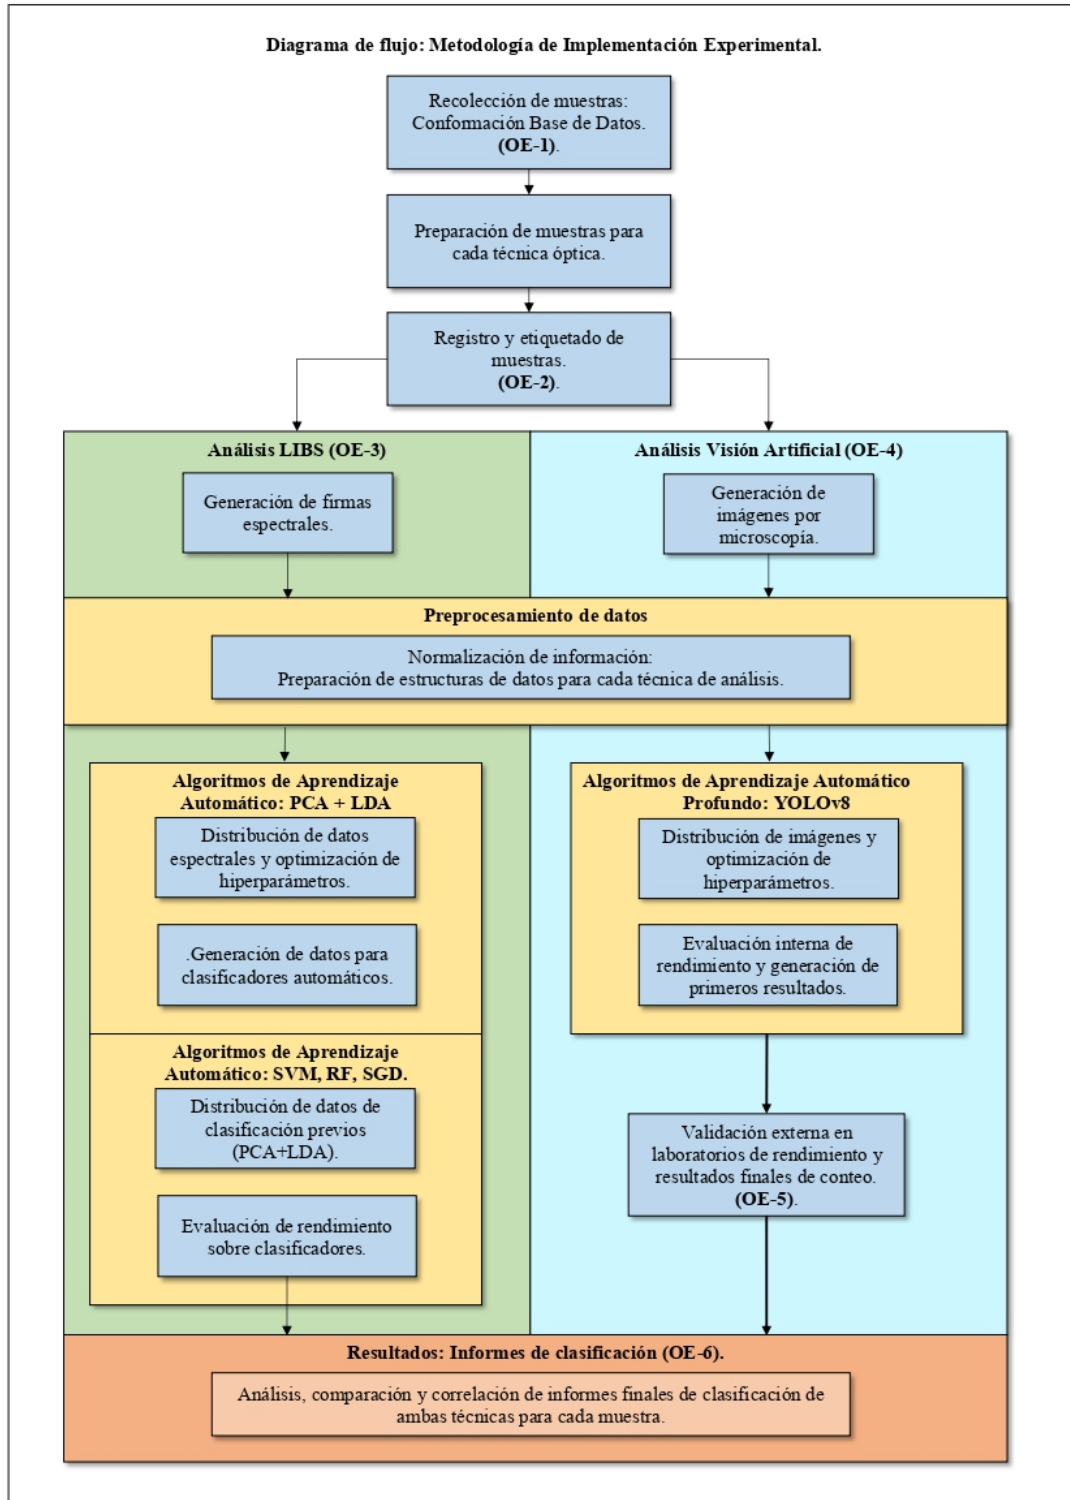 Diagrama de flujo: Metodología de Implementación Experimental.
Recolección de muestras:
Conformación Base de Datos.
(OE-1).
Preparación de muestras para
cada técnica óptica.
Registro y etiquetado de
muestras.
(OE-2).
Análisis LIBS (OE-3)
Generación de firmas
espectrales.
Análisis Visión Artificial (OE-4)
Generación de
imágenes por
microscopía.
Preprocesamiento de datos
Normalización de información:
Preparación de estructuras de datos para cada técnica de análisis.
Algoritmos de Aprendizaje
Automático: PCA + LDA
Distribución de datos
espectrales y optimización de
hiperparámetros.
.Generación de datos para
clasificadores automáticos.
Algoritmos de Aprendizaje
Automático: SVM, RF, SGD.
Distribución de datos de
clasificación previos
(PCA+LDA).
Evaluación de rendimiento
sobre clasificadores.
Algoritmos de Aprendizaje Automático
Profundo: YOLOv8
Distribución de imágenes y
optimización de
hiperparámetros.
Evaluación interna de
rendimiento y generación de
primeros resultados.
Validación externa en
laboratorios de rendimiento y
resultados finales de conteo.
(OE-5).
Resultados: Informes de clasificación (OE-6).
Análisis, comparación y correlación de informes finales de clasificación de
ambas técnicas para cada muestra.